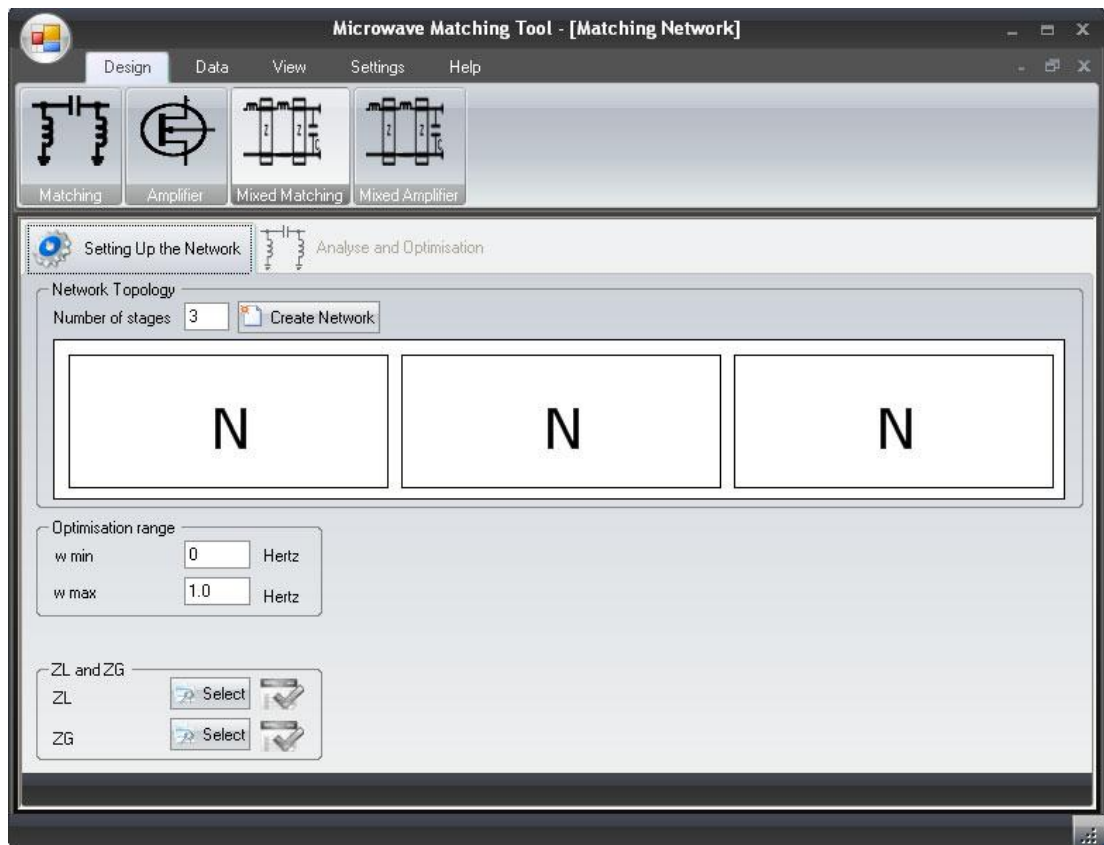 Microwave Matching Tool - [Matching Network]
Design Data View Settings Help
Matching Amplifier Mixed Matching Mixed Amplifier
Setting Up the Network Analyse and Optimisation
Network Topology
Number of stages 3 Create Network
N N N
Optimisation range
w min 0 Hertz
w max 1.0 Hertz
ZL and ZG
ZL Select
ZG Select